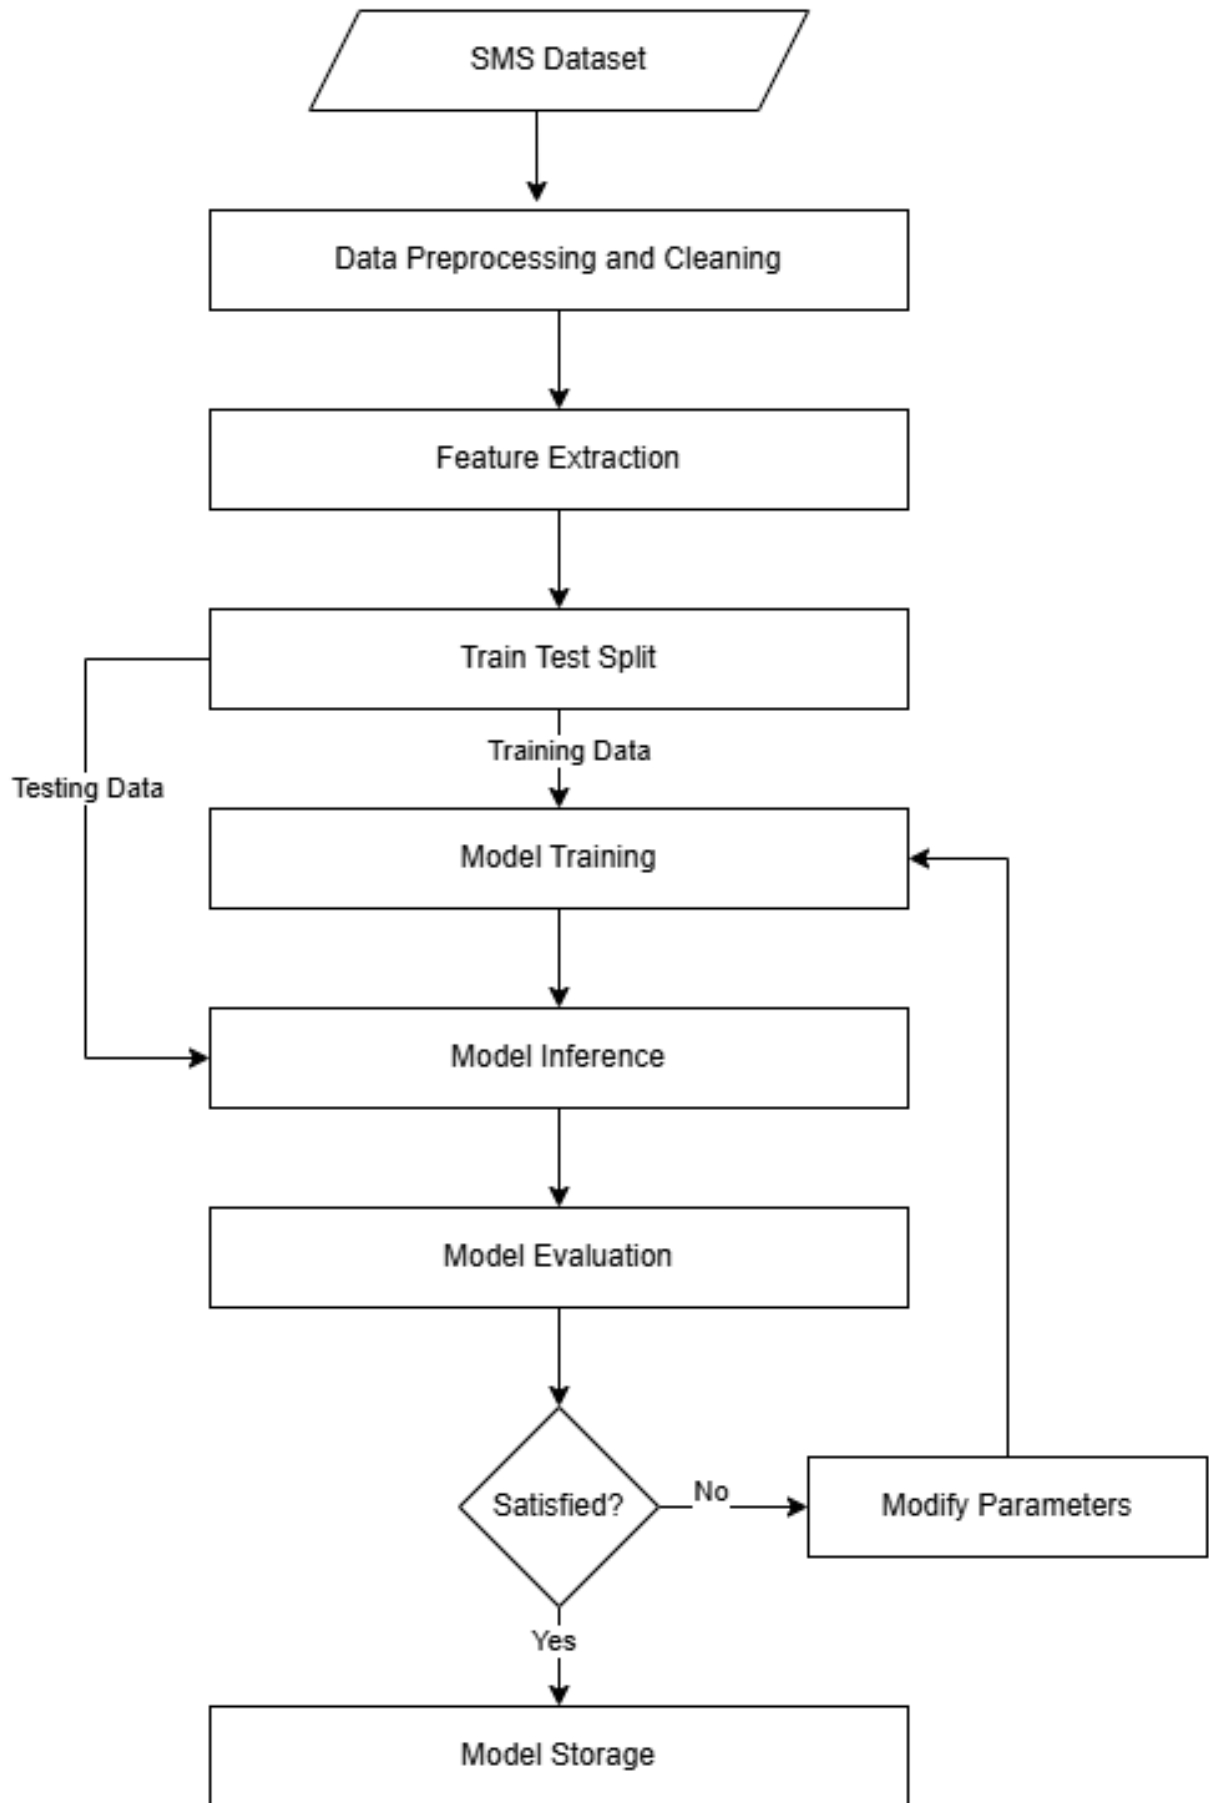 SMS Dataset
Data Preprocessing and Cleaning
Feature Extraction
Train Test Split
Training Data
Testing Data
Model Training
Model Inference
Model Evaluation
Satisfied?
No
Modify Parameters
Yes
Model Storage